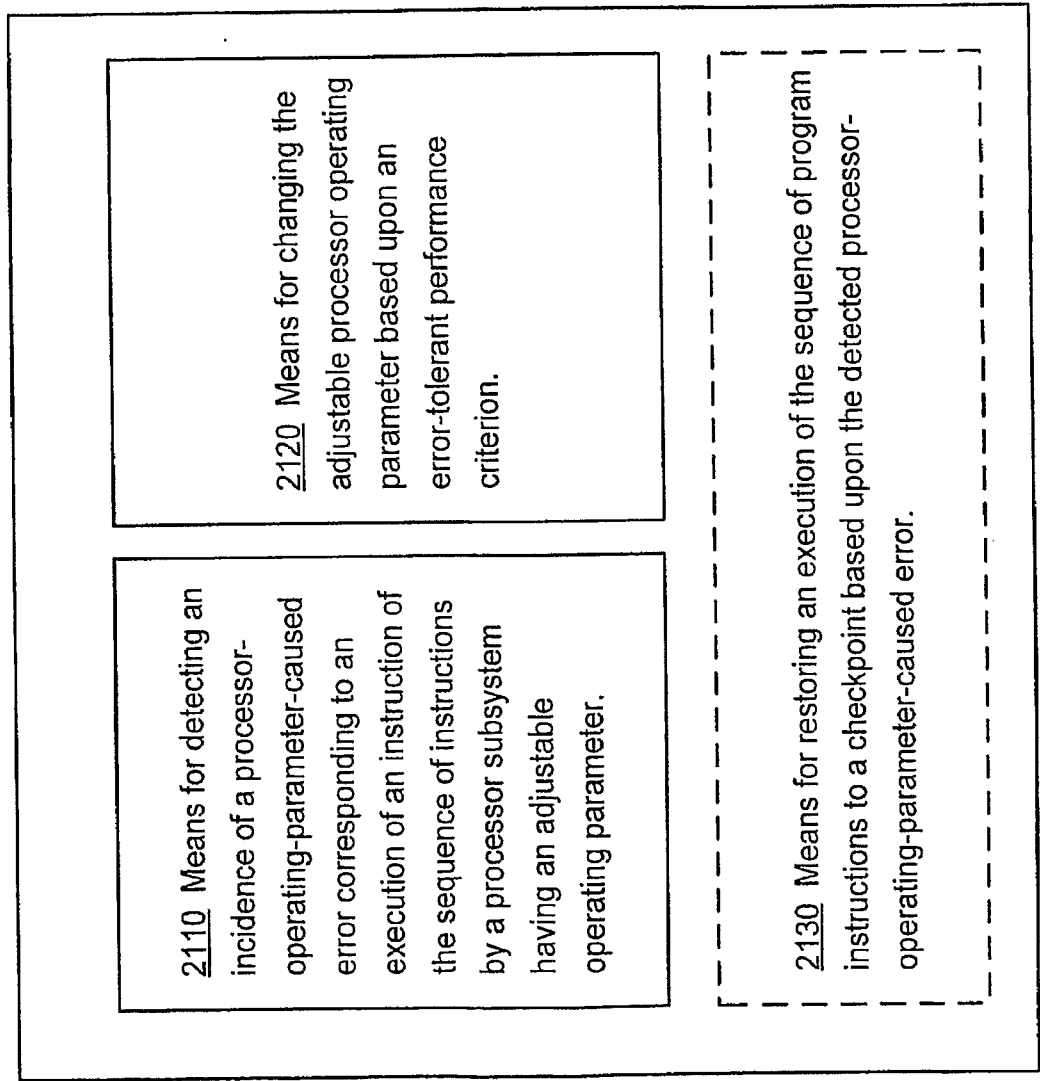 2110 Means for detecting an
incidence of a processor-
operating-parameter-caused
error corresponding to an
execution of an instruction of
the sequence of instructions
by a processor subsystem
having an adjustable
operating parameter.
2120 Means for changing the
adjustable processor operating
parameter based upon an
error-tolerant performance
criterion.
2130 Means for restoring an execution of the sequence of program
instructions to a checkpoint based upon the detected processor-
operating-parameter-caused error.